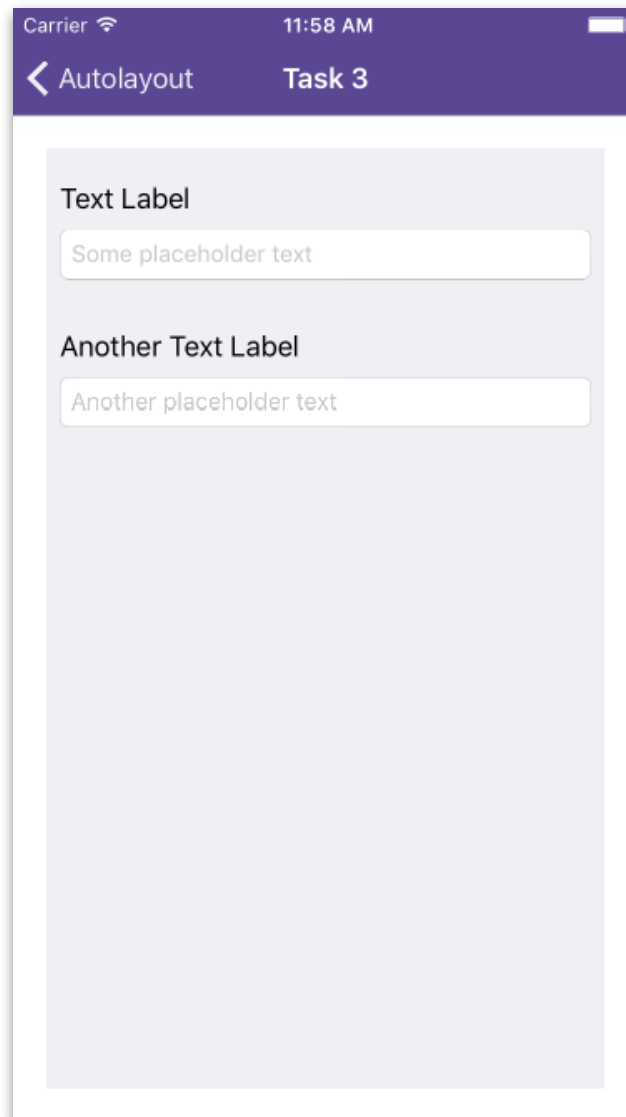 Carrier 11:58 AM
Autolayout Task 3
Text Label
Some placeholder text
Another Text Label
Another placeholder text